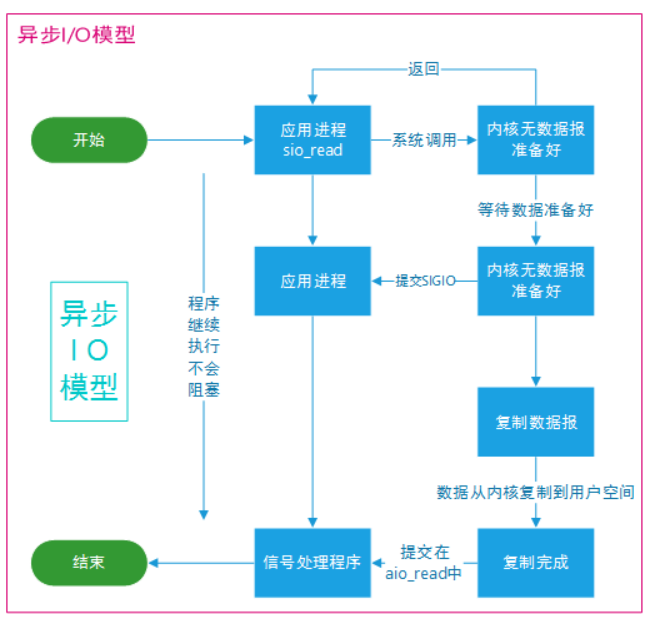 异步I/O模型
返回
开始
应用进程
sio_read
系统调用
内核无数据报
准备好
等待数据准备好
应用进程
提交SIGIO
内核无数据报
准备好
异步
IO
模型
程序
继续
执行
不会
阻塞
复制数据报
数据从内核复制到用户空间
结束
信号处理程序
提交在
aio_read中
复制完成